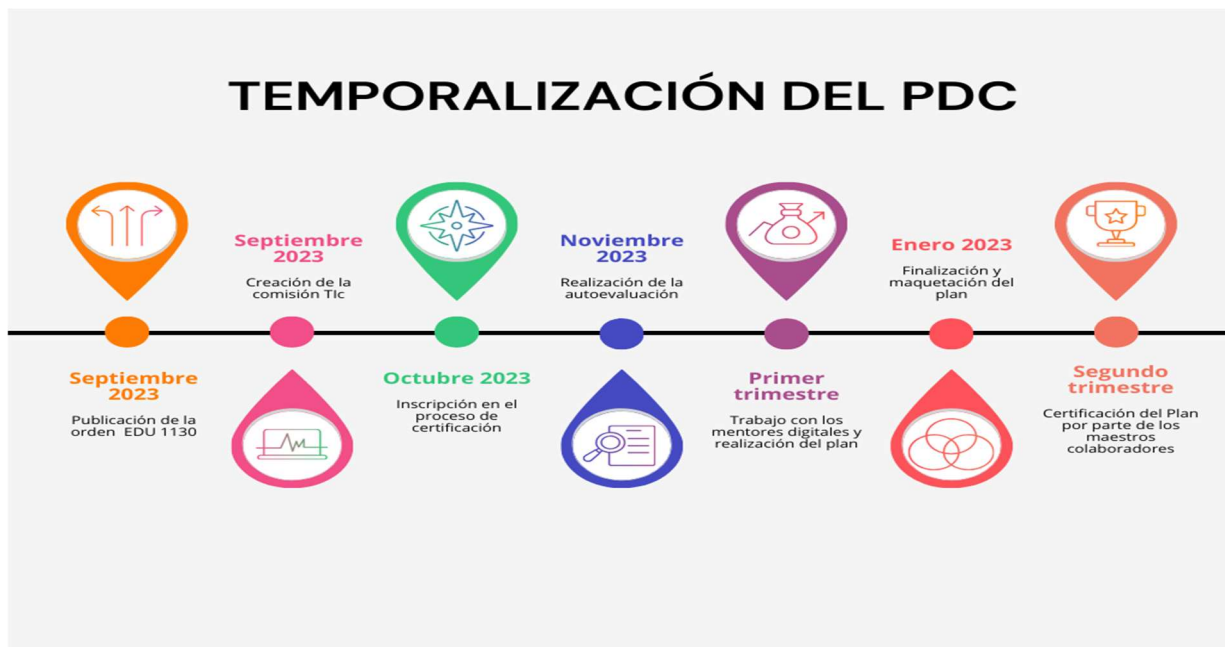 TEMPORALIZACIÓN DEL PDC
Septiembre
2023
Publicación de la
orden EDU 1130
Septiembre
2023
Creación de la
comisión TIc
Octubre 2023
Inscripción en el
proceso de
certificación
Noviembre
2023
Realización de la
autoevaluación
Primer
trimestre
Trabajo con los
mentores digitales y
realización del plan
Enero 2023
Finalización y
maquetación del
plan
Segundo
trimestre
Certificación del Plan
por parte de los
maestros
colaboradores